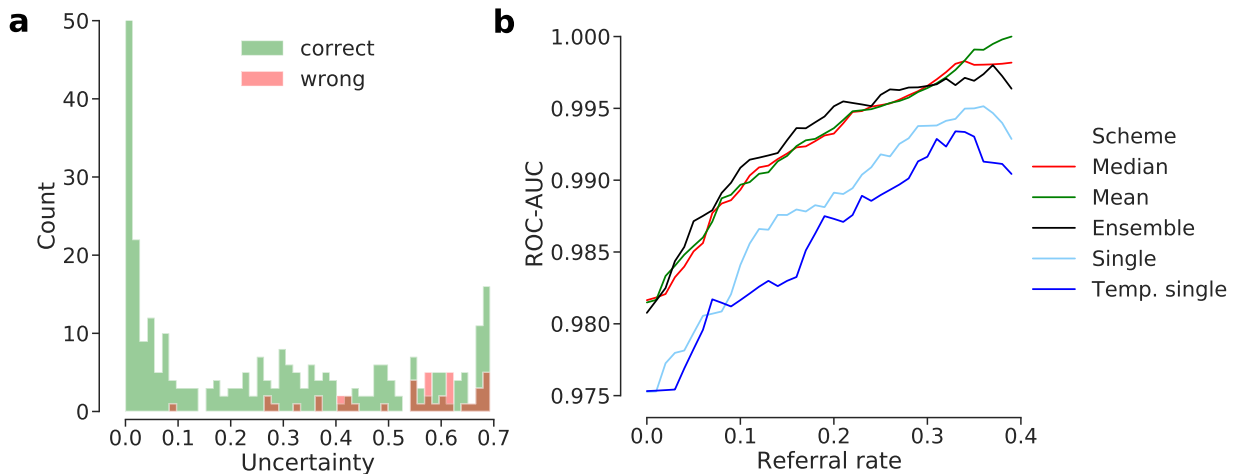 a
50
40
30
20
10
0
Count
correct
wrong
0.0 0.1 0.2 0.3 0.4 0.5 0.6 0.7
Uncertainty
b
1.000
0.995
0.990
0.985
0.980
0.975
ROC-AUC
0.0 0.1 0.2 0.3 0.4
Referral rate
Scheme
Median
Mean
Ensemble
Single
Temp. single